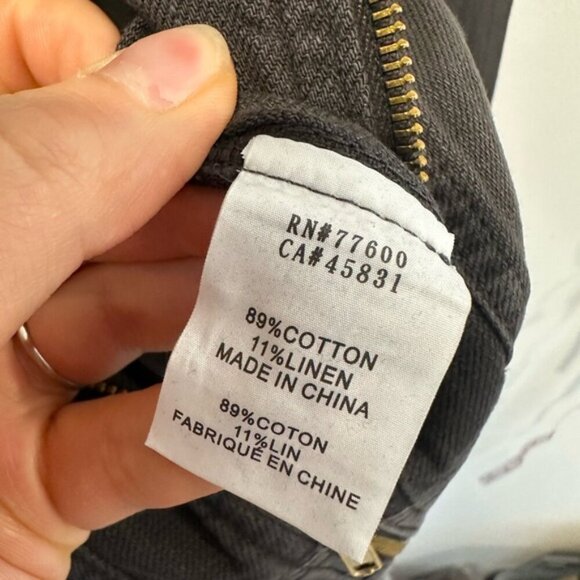 RN#77600
CA#45831
89%COTTON
11%LINEN
MADE IN CHINA
89%COTON
11%LIN
FABRIQUÉ EN CHINE